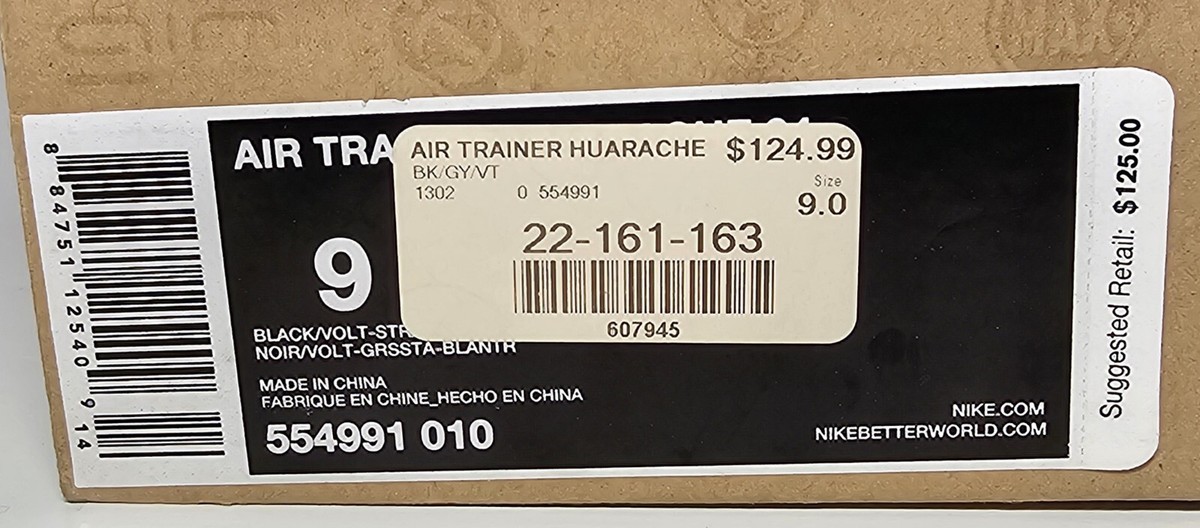 8 84751 12540 9 14
AIR TRA
9
BLACK/VOLT-STR
NOIR/VOLT-GRSSTA-BLANTR
MADE IN CHINA
FABRIQUE EN CHINE_HECHO EN CHINA
554991 010
AIR TRAINER HUARACHE $124.99
BK/GY/VT
1302 0 554991
Size
9.0
22-161-163
607945
NIKE.COM
NIKEBETTERWORLD.COM
Suggested Retail: $125.00